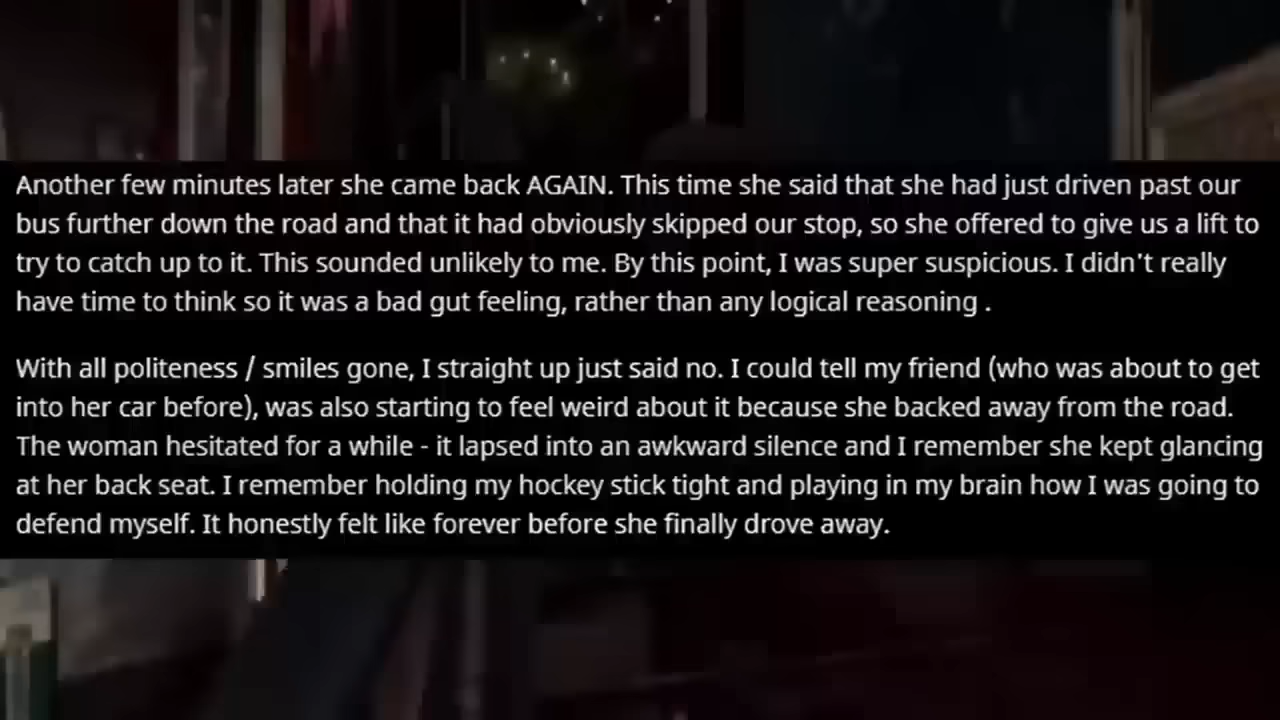 Another few minutes later she came back AGAIN. This time she said that she had just driven past our
bus further down the road and that it had obviously skipped our stop, so she offered to give us a lift to
try to catch up to it. This sounded unlikely to me. By this point, I was super suspicious. I didn't really
have time to think so it was a bad gut feeling, rather than any logical reasoning .
With all politeness / smiles gone, I straight up just said no. I could tell my friend (who was about to get
into her car before), was also starting to feel weird about it because she backed away from the road.
The woman hesitated for a while - it lapsed into an awkward silence and I remember she kept glancing
at her back seat. I remember holding my hockey stick tight and playing in my brain how I was going to
defend myself. It honestly felt like forever before she finally drove away.